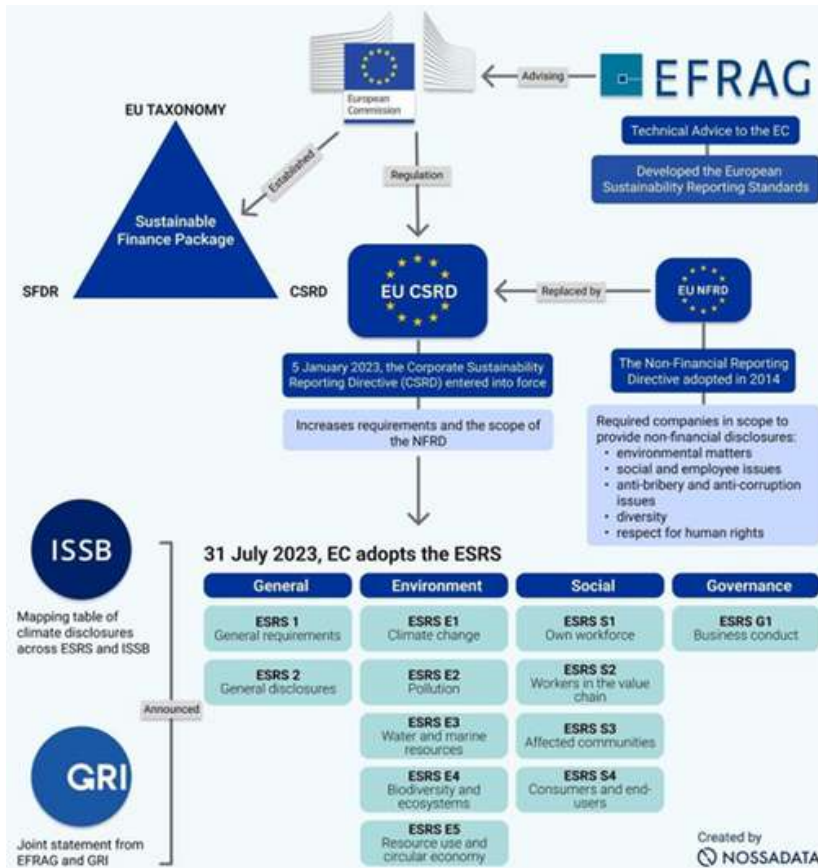 European
Commission
Advising
EFRAG
EU TAXONOMY
Technical Advice to the EC
Established
Regulation
Developed the European
Sustainability Reporting Standards
Sustainable
Finance Package
SFDR
CSRD
EU CSRD
Replaced by
EU NFRD
5 January 2023, the Corporate Sustainability
Reporting Directive (CSRD) entered into force
The Non-Financial Reporting
Directive adopted in 2014
Increases requirements and the scope of
the NFRD
Required companies in scope to
provide non-financial disclosures:
• environmental matters
• social and employee issues
• anti-bribery and anti-corruption
issues
• diversity
• respect for human rights
ISSB
Mapping table of
climate disclosures
across ESRS and ISSB
Announced
GRI
Joint statement from
EFRAG and GRI
31 July 2023, EC adopts the ESRS
General
ESRS 1
General requirements
ESRS 2
General disclosures
Environment
ESRS E1
Climate change
ESRS E2
Pollution
ESRS E3
Water and marine
resources
ESRS E4
Biodiversity and
ecosystems
ESRS E5
Resource use and
circular economy
Social
ESRS S1
Own workforce
ESRS S2
Workers in the value
chain
ESRS S3
Affected communities
ESRS S4
Consumers and end-
users
Governance
ESRS G1
Business conduct
Created by
NOSSADATA